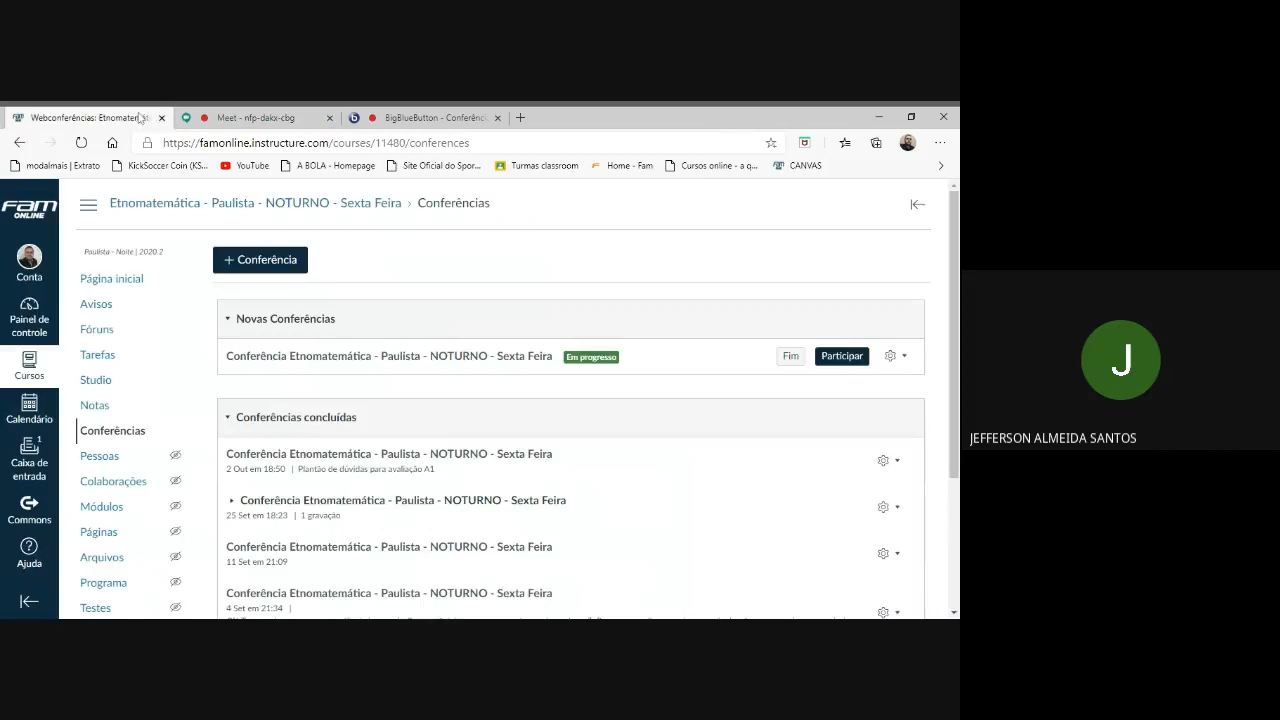 Webconferências: Etnomatem
Meet - nfp-dakx-cbg
BigBlueButton - Conferênci
https://famonline.instructure.com/courses/11480/conferences
modalmais | Extrato
KickSoccer Coin (KS...
YouTube
A BOLA - Homepage
Site Oficial do Spor...
Turmas classroom
Home - Fam
Cursos online - a q...
CANVAS
Fam
ONLINE
Conta
Painel de
controle
Cursos
Calendário
1
Caixa de
entrada
Commons
Ajuda
Etnomatemática - Paulista - NOTURNO - Sexta Feira › Conferências
Paulista - Noite | 2020.2
Página inicial
Avisos
Fóruns
Tarefas
Studio
Notas
Conferências
Pessoas
Colaborações
Módulos
Páginas
Arquivos
Programa
Testes
+ Conferência
Novas Conferências
Conferência Etnomatemática - Paulista - NOTURNO - Sexta Feira Em progresso
Fim
Participar
Conferências concluídas
Conferência Etnomatemática - Paulista - NOTURNO - Sexta Feira
2 Out em 18:50 | Plantão de dúvidas para avaliação A1
Conferência Etnomatemática - Paulista - NOTURNO - Sexta Feira
25 Set em 18:23 | 1 gravação
Conferência Etnomatemática - Paulista - NOTURNO - Sexta Feira
11 Set em 21:09
Conferência Etnomatemática - Paulista - NOTURNO - Sexta Feira
4 Set em 21:34 |
J
JEFFERSON ALMEIDA SANTOS